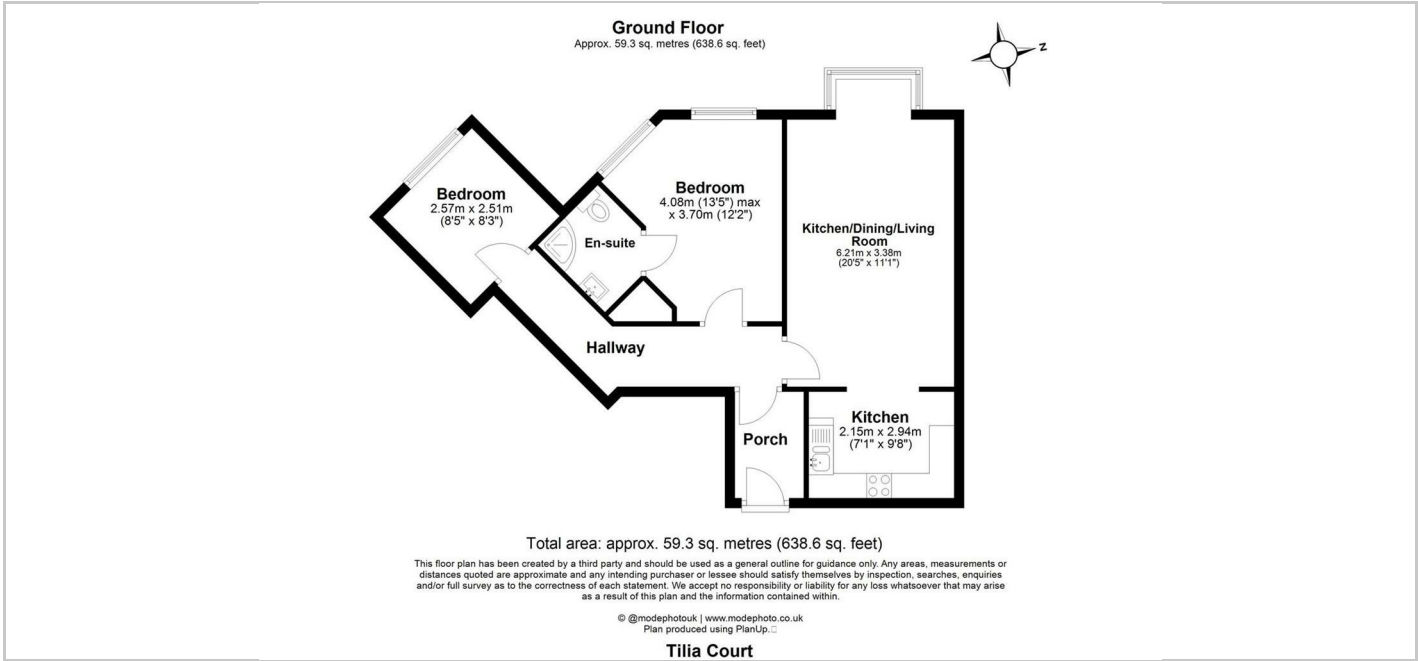 Ground Floor
Approx. 59.3 sq. metres (638.6 sq. feet)
Z
Bedroom
2.57m x 2.51m
(8'5" x 8'3")
Bedroom
4.08m (13'5") max
x 3.70m (12'2")
En-suite
Kitchen/Dining/Living
Room
6.21m x 3.38m
(20'5" x 11'1")
Hallway
Kitchen
2.15m x 2.94m
(7'1" x 9'8")
Porch
Total area: approx. 59.3 sq. metres (638.6 sq. feet)
This floor plan has been created by a third party and should be used as a general outline for guidance only. Any areas, measurements or
distances quoted are approximate and any intending purchaser or lessee should satisfy themselves by inspection, searches, enquiries
and/or full survey as to the correctness of each statement. We accept no responsibility or liability for any loss whatsoever that may arise
as a result of this plan and the information contained within.
© @modephotouk | www.modephoto.co.uk
Plan produced using PlanUp.
Tilia Court